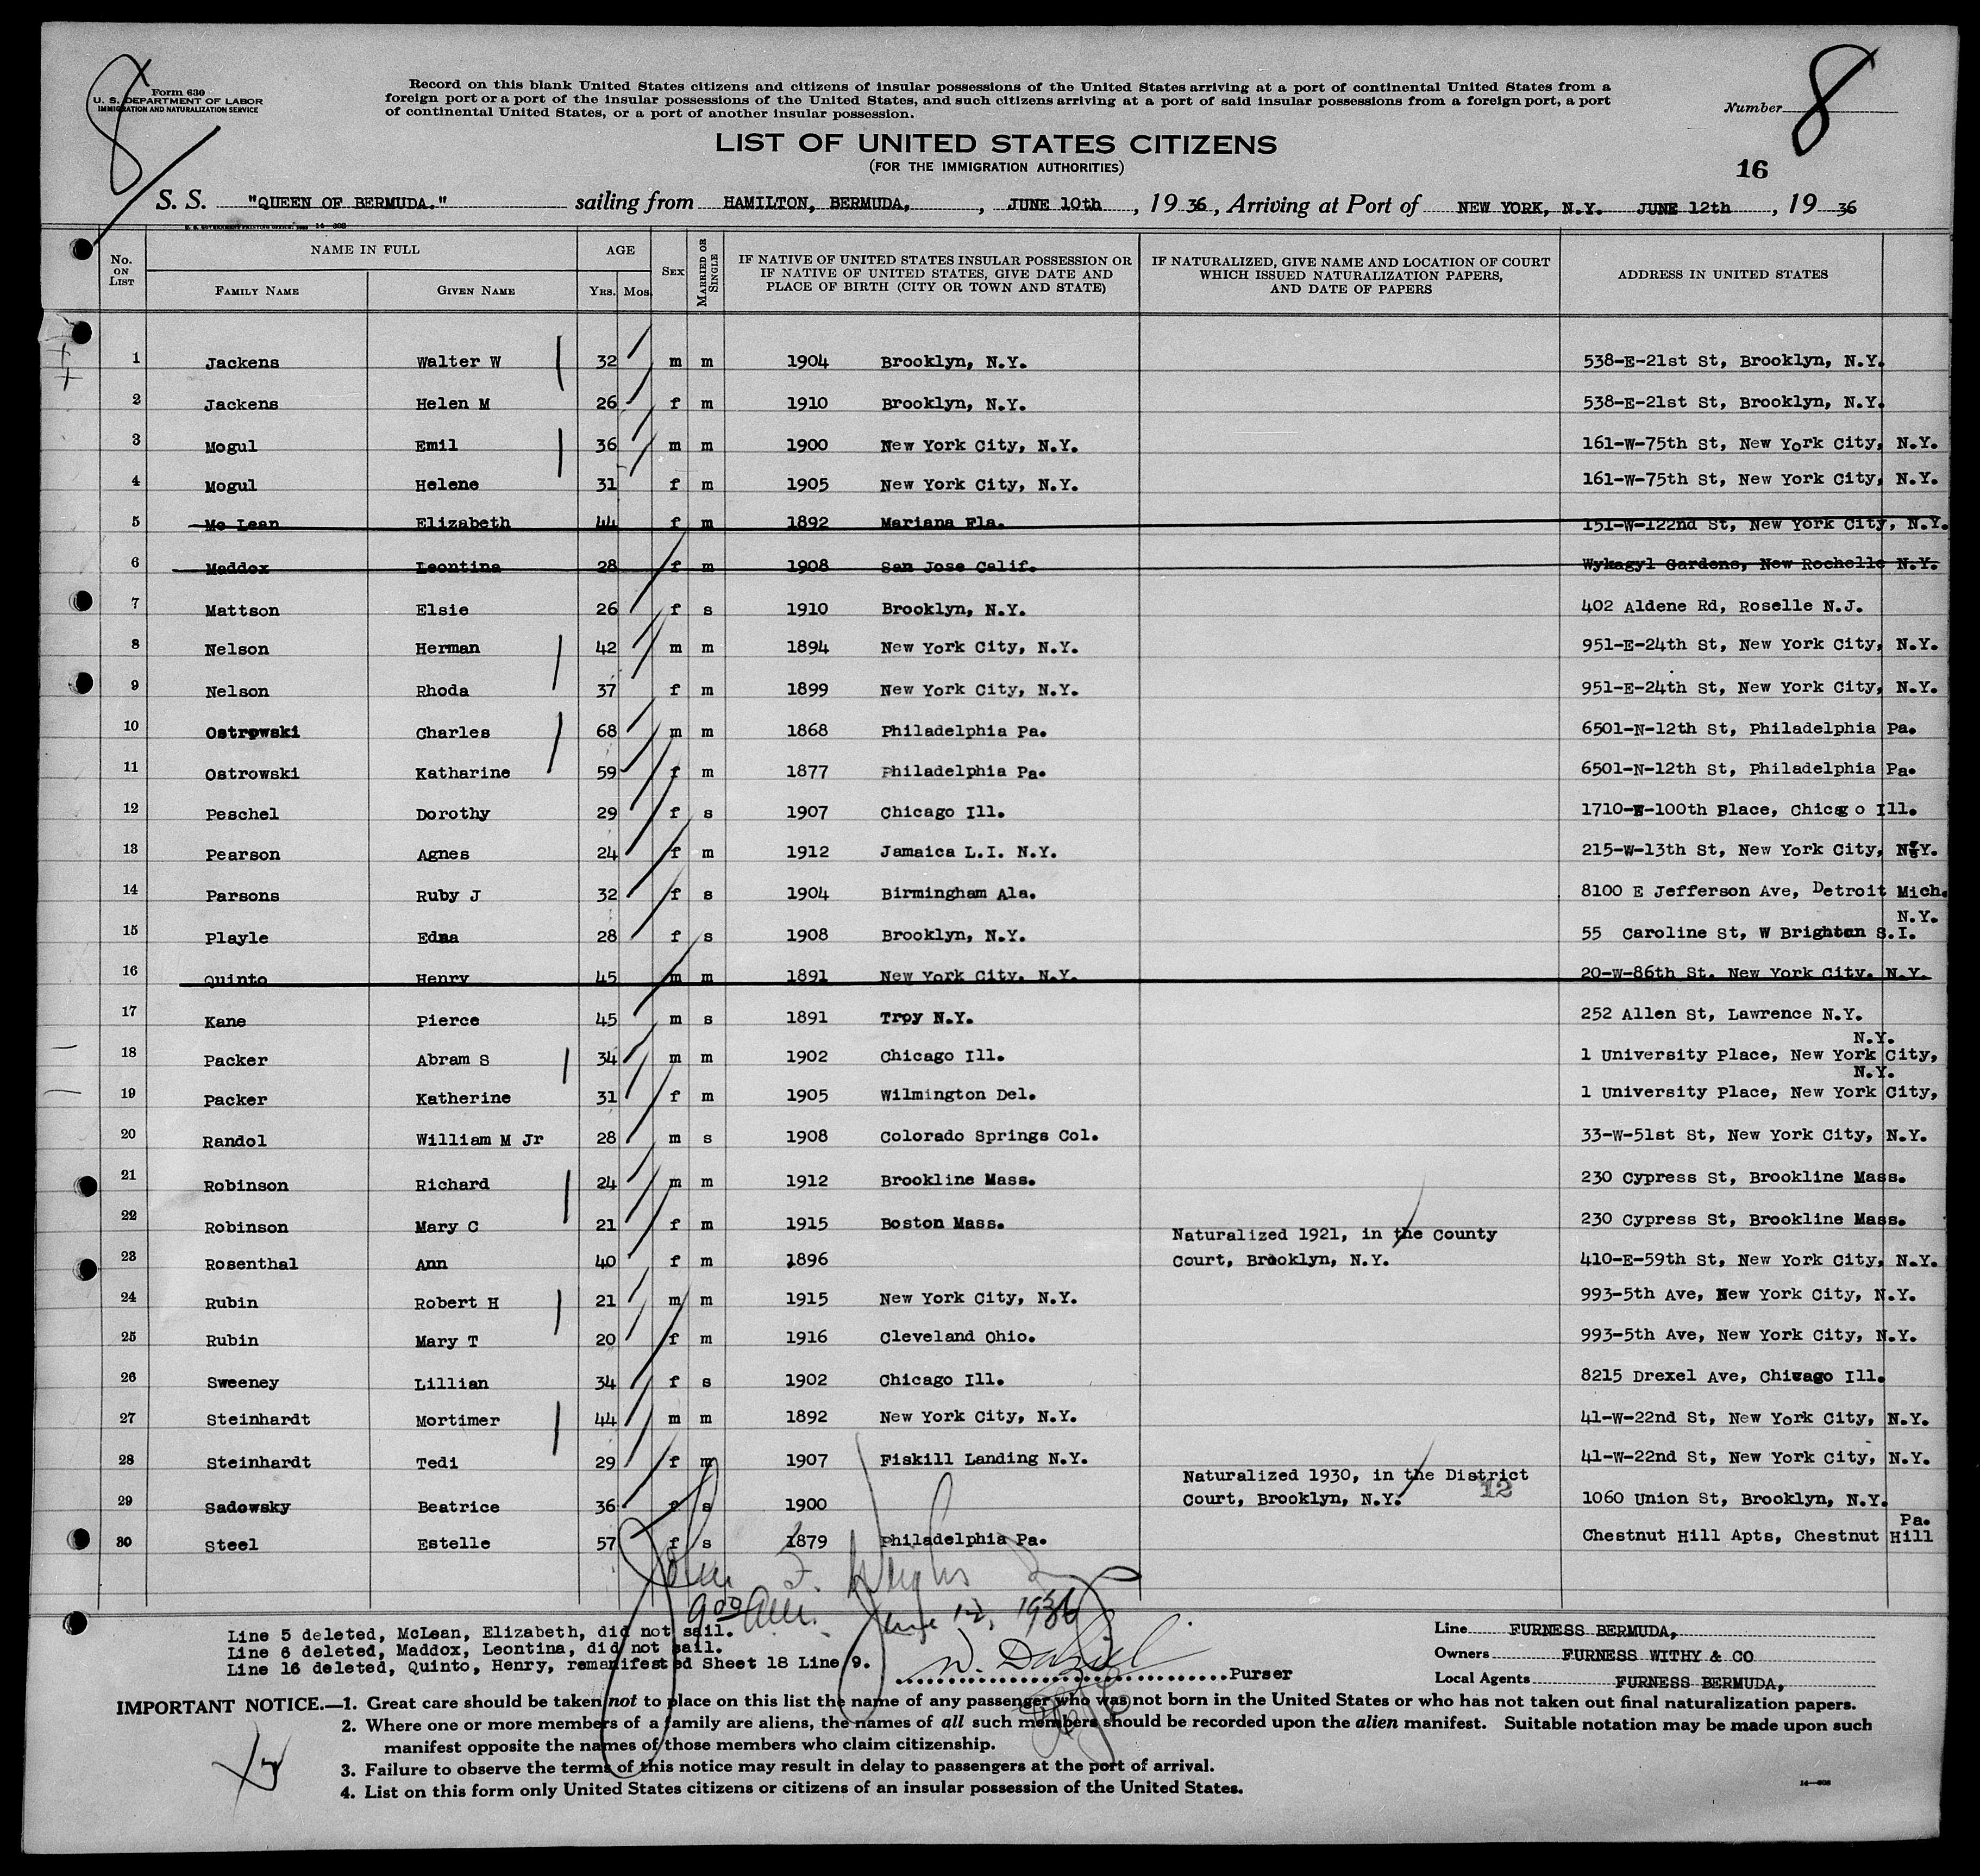 8
Form 630
U. S. DEPARTMENT OF LABOR
IMMIGRATION AND NATURALIZATION SERVICE
Record on this blank United States citizens and citizens of insular possessions of the United States arriving at a port of continental United States from a
foreign port or a port of the insular possessions of the United States, and such citizens arriving at a port of said insular possessions from a foreign port, a port
of continental United States, or a port of another insular possession.
Number 8
LIST OF UNITED STATES CITIZENS
(FOR THE IMMIGRATION AUTHORITIES)
16
S. S. "QUEEN OF BERMUDA." sailing from HAMILTON, BERMUDA, , JUNE 10th , 19 36, Arriving at Port of NEW YORK, N.Y. JUNE 12th , 19 36
No. ON LIST NAME IN FULL AGE SEX MARRIED OR SINGLE IF NATIVE OF UNITED STATES INSULAR POSSESSION OR IF NATIVE OF UNITED STATES, GIVE DATE AND PLACE OF BIRTH (CITY OR TOWN AND STATE) IF NATURALIZED, GIVE NAME AND LOCATION OF COURT WHICH ISSUED NATURALIZATION PAPERS, AND DATE OF PAPERS ADDRESS IN UNITED STATES
FAMILY NAME GIVEN NAME YRS. MOS.
1 Jackens Walter W 32 m m 1904 Brooklyn, N.Y. 538-E-21st St, Brooklyn, N.Y.
2 Jackens Helen M 26 f m 1910 Brooklyn, N.Y. 538-E-21st St, Brooklyn, N.Y.
3 Mogul Emil 36 m m 1900 New York City, N.Y. 161-W-75th St, New York City, N.Y.
4 Mogul Helene 31 f m 1905 New York City, N.Y. 161-W-75th St, New York City, N.Y.
5 Mc Lean Elizabeth 44 f m 1892 Mariana Fla. 151-W-122nd St, New York City, N.Y.
6 Maddox Leontina 28 f m 1908 San Jose Calif. Wykagyl Gardens, New Rochelle N.Y.
7 Mattson Elsie 26 f s 1910 Brooklyn, N.Y. 402 Aldene Rd, Roselle N.J.
8 Nelson Herman 42 m m 1894 New York City, N.Y. 951-E-24th St, New York City, N.Y.
9 Nelson Rhoda 37 f m 1899 New York City, N.Y. 951-E-24th St, New York City, N.Y.
10 Ostrowski Charles 68 m m 1868 Philadelphia Pa. 6501-N-12th St, Philadelphia Pa.
11 Ostrowski Katharine 59 f m 1877 Philadelphia Pa. 6501-N-12th St, Philadelphia Pa.
12 Peschel Dorothy 29 f s 1907 Chicago Ill. 1710-W-100th Place, Chicag o Ill.
13 Pearson Agnes 24 f m 1912 Jamaica L.I. N.Y. 215-W-13th St, New York City, N.Y.
14 Parsons Ruby J 32 f s 1904 Birmingham Ala. 8100 E Jefferson Ave, Detroit Mich.
N.Y.
15 Playle Edna 28 f s 1908 Brooklyn, N.Y. 55 Caroline St, W Brighton S.I.
16 Quinto Henry 45 m m 1891 New York City. N.Y. 20-W-86th St. New York City. N.Y.
17 Kane Pierce 45 m s 1891 Troy N.Y. 252 Allen St, Lawrence N.Y.
N.Y.
18 Packer Abram S 34 m m 1902 Chicago Ill. 1 University Place, New York City,
N.Y.
19 Packer Katherine 31 f m 1905 Wilmington Del. 1 University Place, New York City,
20 Randol William M Jr 28 m s 1908 Colorado Springs Col. 33-W-51st St, New York City, N.Y.
21 Robinson Richard 24 m m 1912 Brookline Mass. 230 Cypress St, Brookline Mass.
22 Robinson Mary C 21 f m 1915 Boston Mass. 230 Cypress St, Brookline Mass.
Naturalized 1921, in the County
23 Rosenthal Ann 40 f m 1896 Court, Brooklyn, N.Y. 410-E-59th St, New York City, N.Y.
24 Rubin Robert H 21 m m 1915 New York City, N.Y. 993-5th Ave, New York City, N.Y.
25 Rubin Mary T 20 f m 1916 Cleveland Ohio. 993-5th Ave, New York City, N.Y.
26 Sweeney Lillian 34 f s 1902 Chicago Ill. 8215 Drexel Ave, Chicago Ill.
27 Steinhardt Mortimer 44 m m 1892 New York City, N.Y. 41-W-22nd St, New York City, N.Y.
28 Steinhardt Tedi 29 f m 1907 Fiskill Landing N.Y. 41-W-22nd St, New York City, N.Y.
Naturalized 1930, in the District
12
29 Sadowsky Beatrice 36 f s 1900 Court, Brooklyn, N.Y. 1060 Union St, Brooklyn, N.Y.
Pa.
30 Steel Estelle 57 f s 1879 Philadelphia Pa. Chestnut Hill Apts, Chestnut Hill
John F.
9 00 Am. June 12, 1936
Line 5 deleted, McLean, Elizabeth, did not sail.
Line 6 deleted, Maddox, Leontina, did not sail.
Line 16 deleted, Quinto, Henry, remanifested Sheet 18 Line 9.
Purser
Line FURNESS BERMUDA,
Owners FURNESS WITHY & CO
Local Agents FURNESS BERMUDA,
IMPORTANT NOTICE.—1. Great care should be taken not to place on this list the name of any passenger who was not born in the United States or who has not taken out final naturalization papers.
2. Where one or more members of a family are aliens, the names of all such members should be recorded upon the alien manifest. Suitable notation may be made upon such
manifest opposite the names of those members who claim citizenship.
3. Failure to observe the terms of this notice may result in delay to passengers at the port of arrival.
4. List on this form only United States citizens or citizens of an insular possession of the United States.